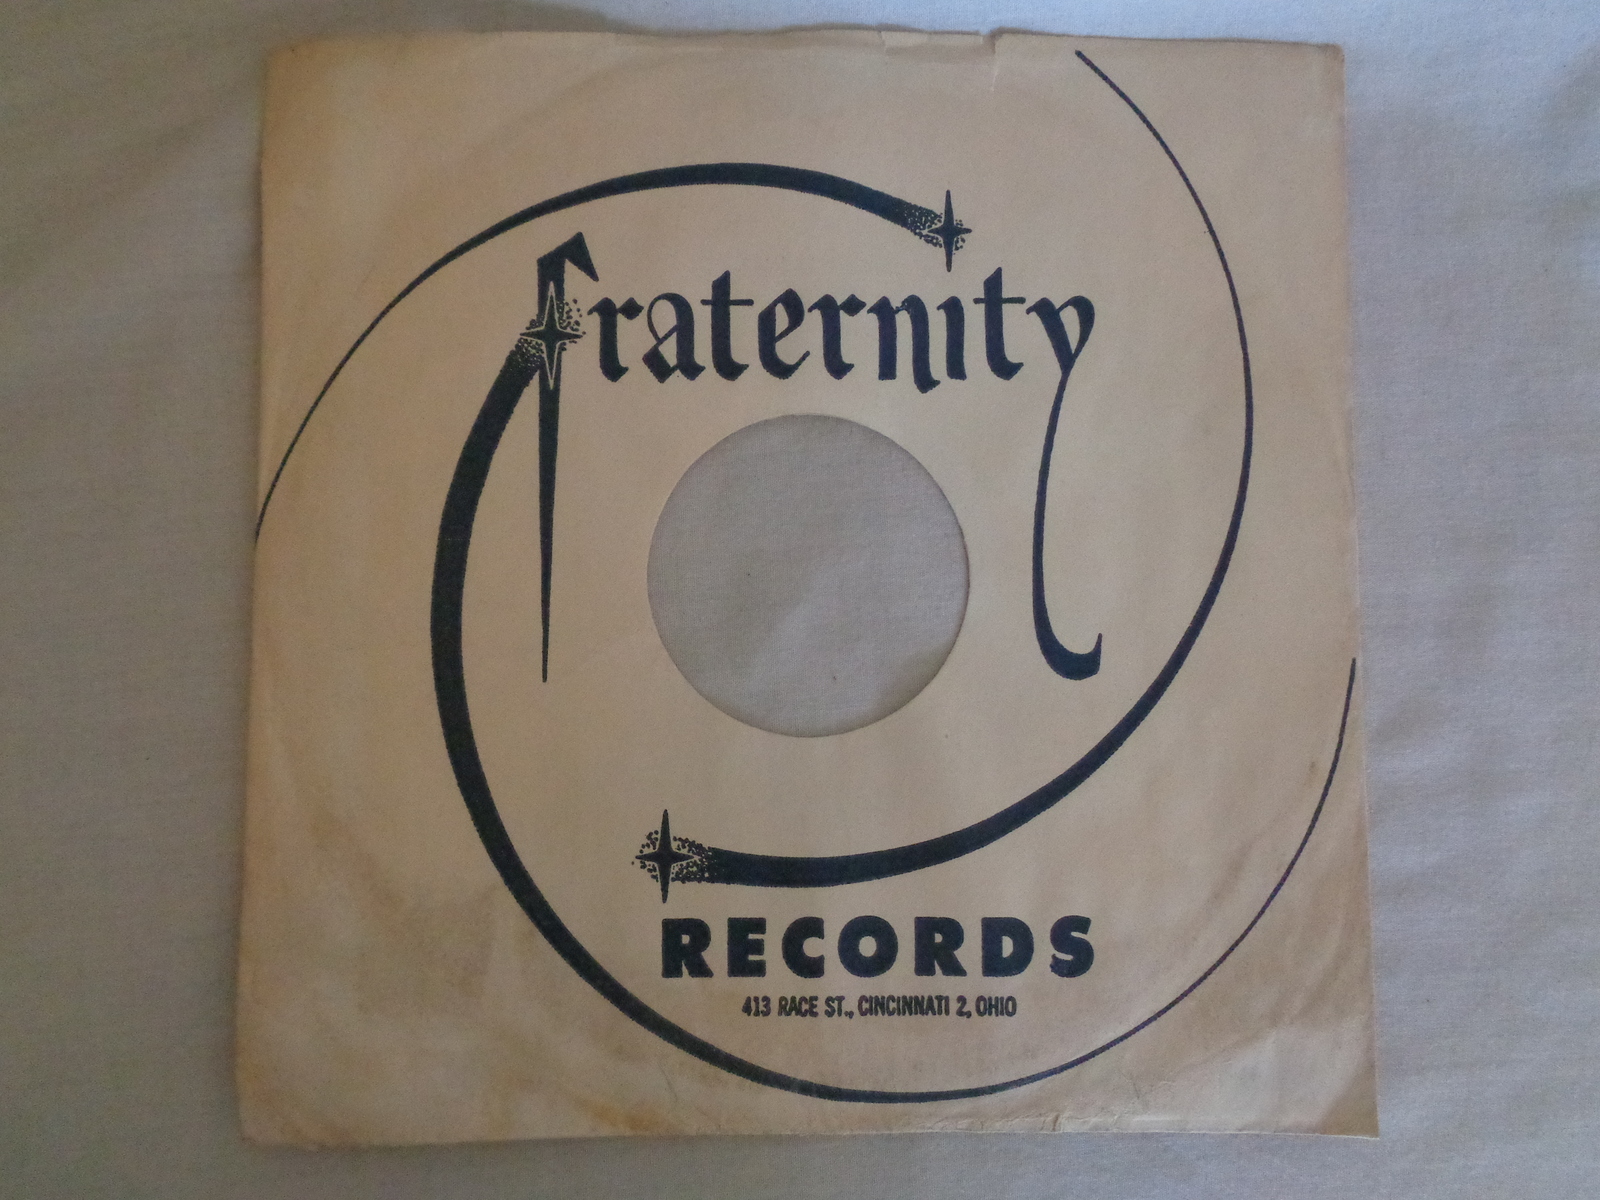 fraternity
RECORDS
413 RACE ST., CINCINNATI 2, OHIO